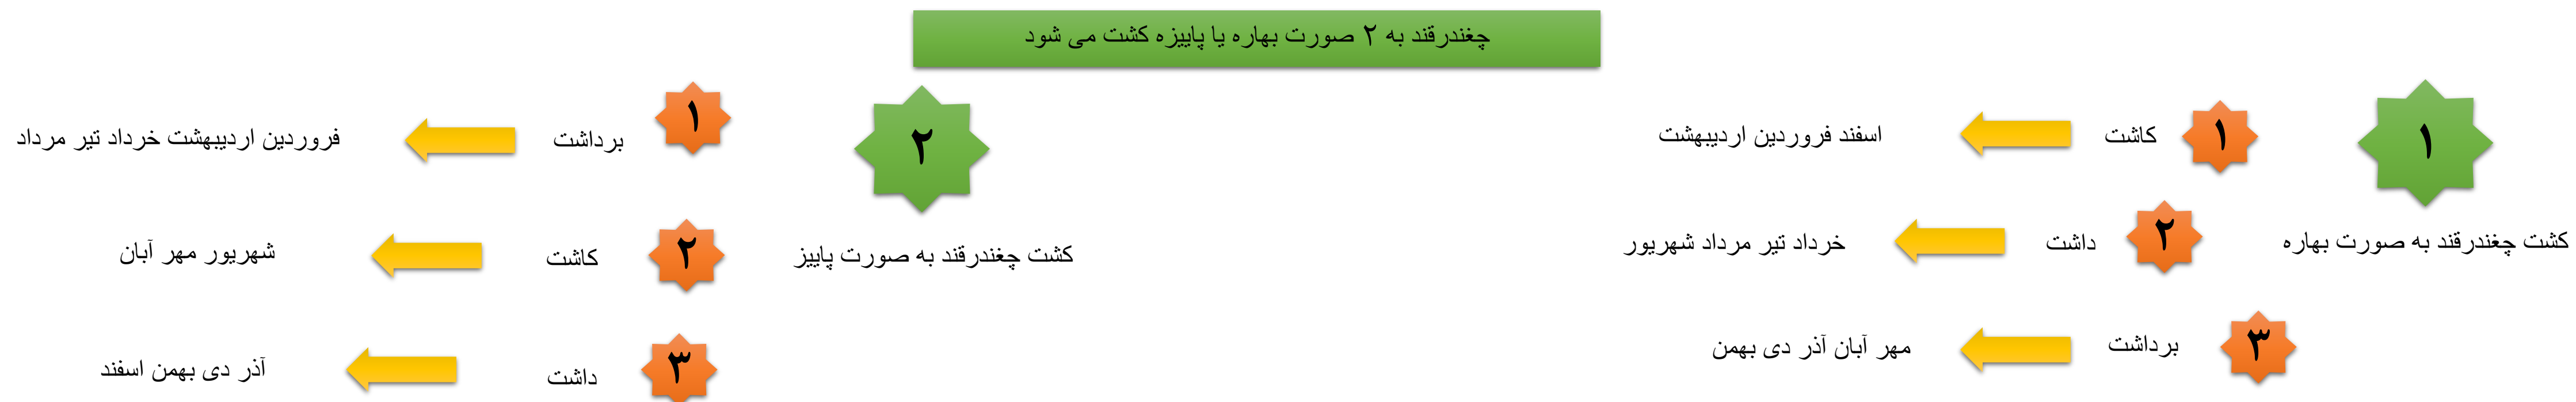 چغندرقند به ۲ صورت بهاره یا پاییزه کشت می شود
۱
کشت چغندرقند به صورت بهاره
۱ کاشت اسفند فروردین اردیبهشت
۲ داشت خرداد تیر مرداد شهریور
۳ برداشت مهر آبان آذر دی بهمن
۲
کشت چغندرقند به صورت پاییز
۱ برداشت فروردین اردیبهشت خرداد تیر مرداد
۲ کاشت شهریور مهر آبان
۳ داشت آذر دی بهمن اسفند